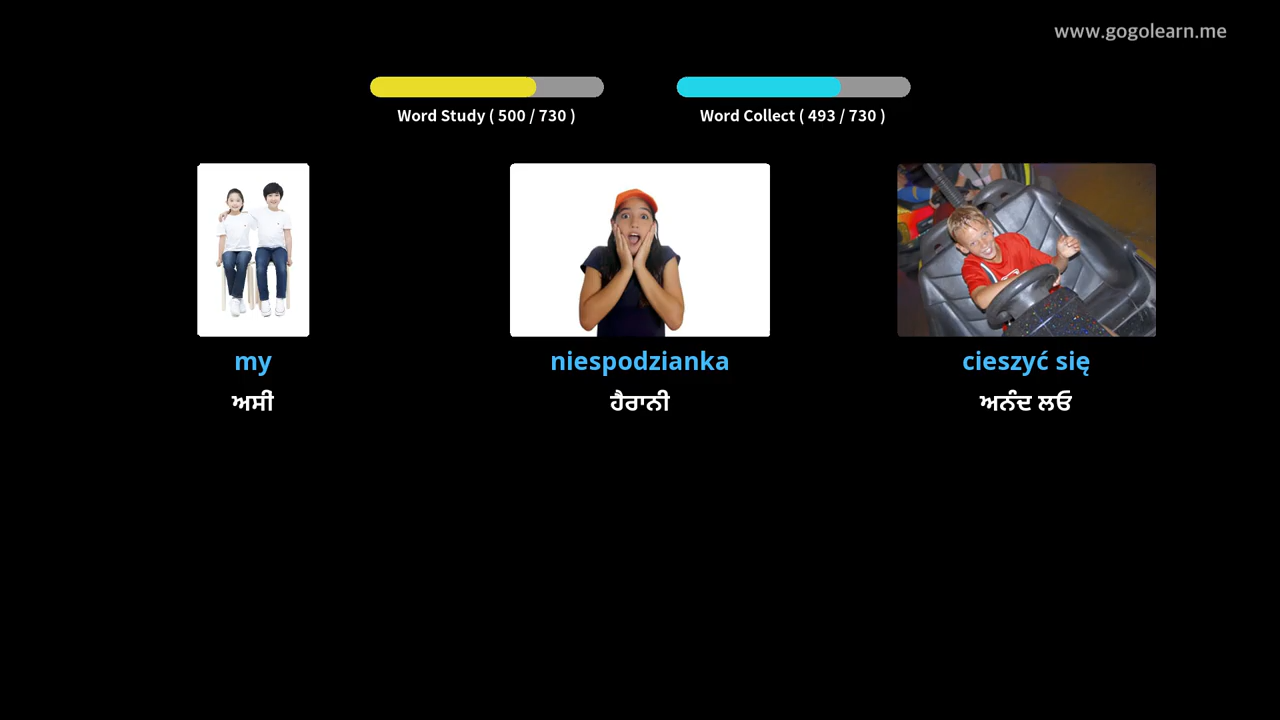 www.gogolearn.me
Word Study ( 500 / 730 )
Word Collect ( 493 / 730 )
my
niespodzianka
cieszyć się
ਅਸੀਂ
ਹੈਰਾਨੀ
ਅਨੰਦ ਲਓ